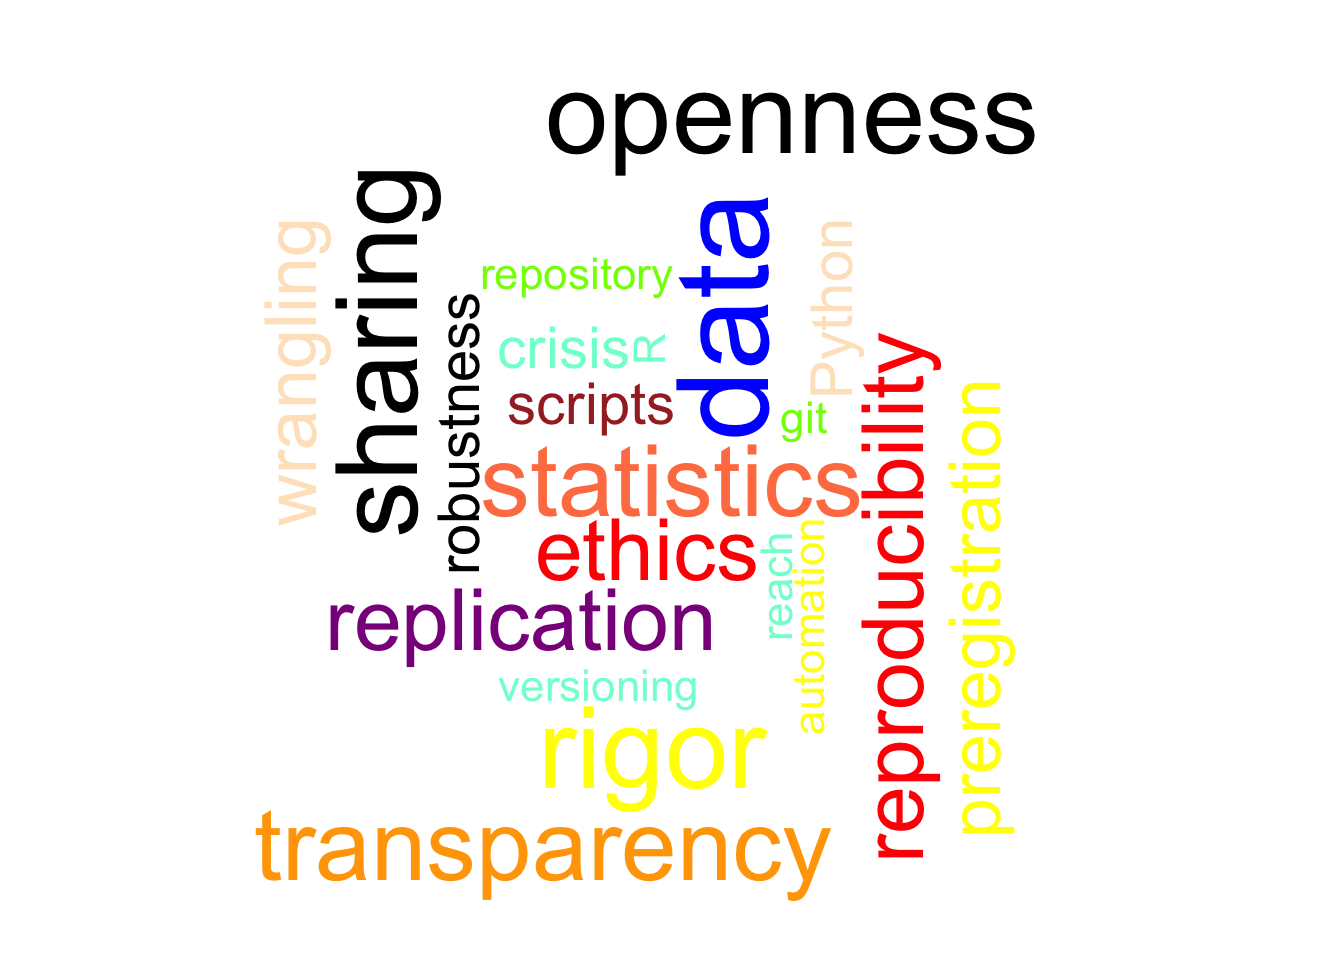 openness
sharing
data
wrangling
Python
repository
robustness
crisis
R
scripts
git
reproducibility
preregistration
statistics
ethics
reach
automation
replication
versioning
rigor
transparency